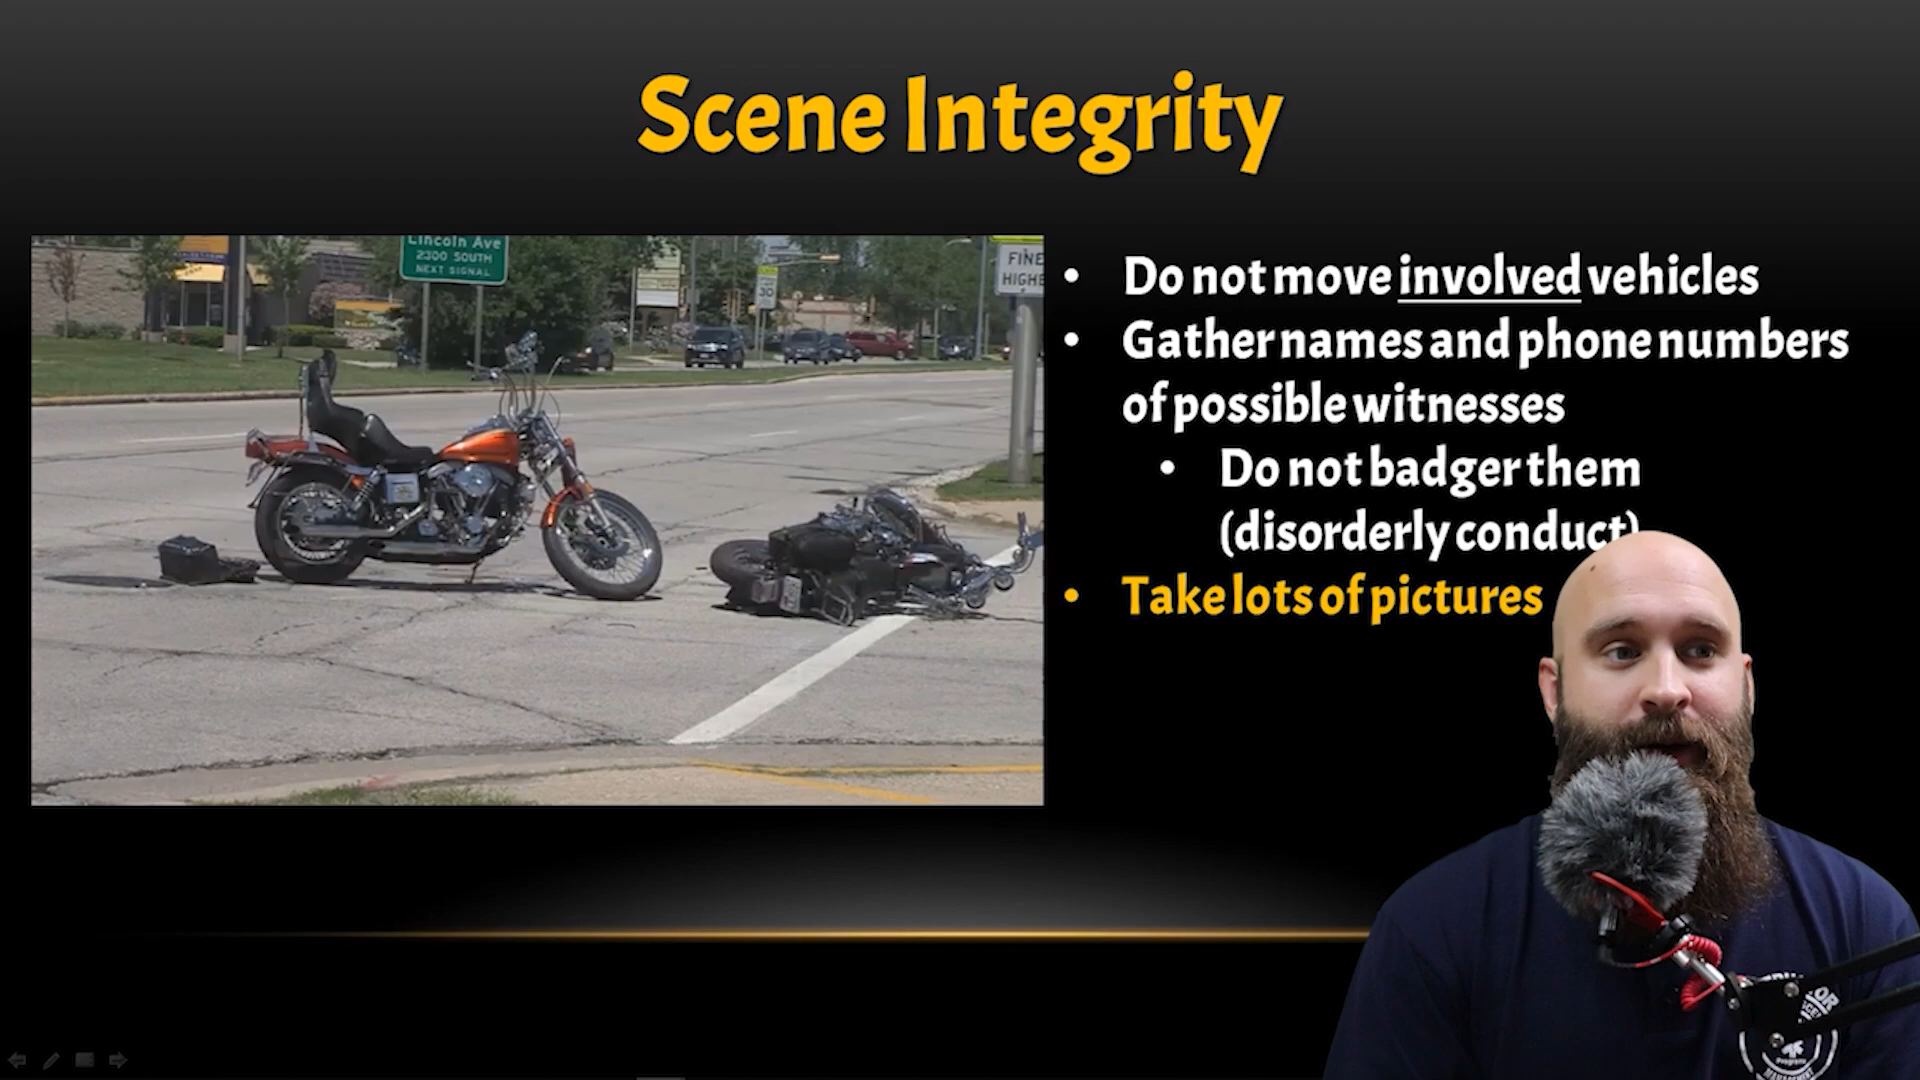 Scene Integrity
Lincoln Ave
2300 SOUTH
NEXT SIGNAL
30
FINE
HIGHE
• Do not move involved vehicles
• Gather names and phone numbers
of possible witnesses
• Do not badger them
(disorderly conduct)
• Take lots of pictures